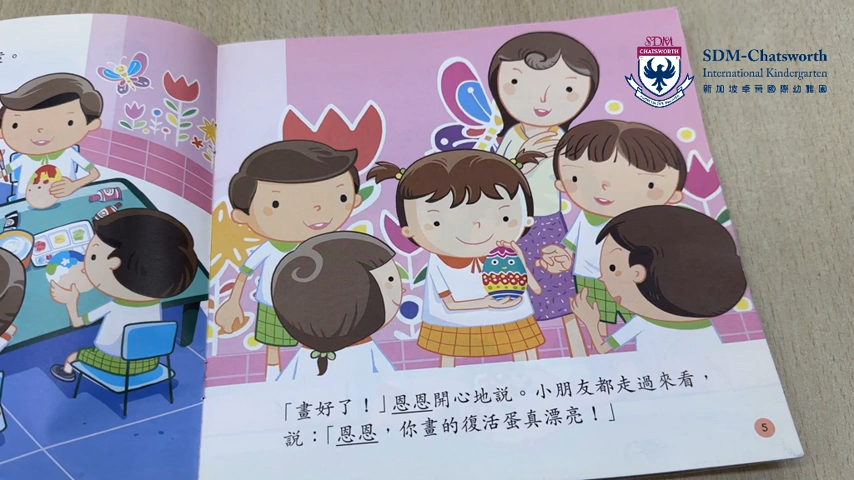 SDM
CHATSWORTH
SDM-Chatsworth
International Kindergarten
新加坡卓苑國際幼稚園
「畫好了！」恩恩開心地說。小朋友都走過來看，
說：「恩恩，你畫的復活蛋真漂亮！」
5